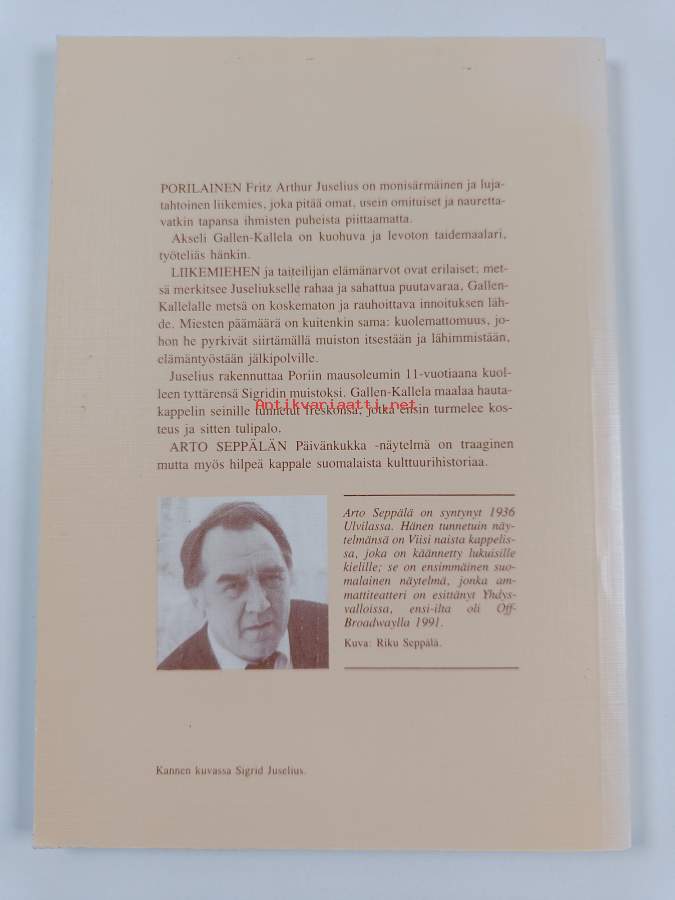 PORILAINEN Fritz Arthur Juselius on monisärmäinen ja luja-
tahtoinen liikemies, joka pitää omat, usein omituiset ja nauretta-
vatkin tapansa ihmisten puheista piittaamatta.
Akseli Gallen-Kallela on kuohuva ja levoton taidemaalari,
työteliäs hänkin.
LIIKEMIEHEN ja taiteilijan elämänarvot ovat erilaiset; met-
sä merkitsee Juseliukselle rahaa ja sahattua puutavaraa, Gallen-
Kallelalle metsä on koskematon ja rauhoittava innoituksen läh-
de. Miesten päämäärä on kuitenkin sama: kuolemattomuus, jo-
hon he pyrkivät siirtämällä muiston itsestään ja lähimmistään,
elämäntyöstään jälkipolville.
Juselius rakennuttaa Poriin mausoleumin 11-vuotiaana kuol-
leen tyttärensä Sigridin muistoksi. Gallen-Kallela maalaa hauta-
Antikvariaatti.net
kappelin seinille tunnetut freskonsa, jotka ensin turmelee kos-
teus ja sitten tulipalo.
ARTO SEPPÄLÄN Päivänkukka -näytelmä on traaginen
mutta myös hilpeä kappale suomalaista kulttuurihistoriaa.
Arto Seppälä on syntynyt 1936
Ulvilassa. Hänen tunnetuin näy-
telmänsä on Viisi naista kappelis-
sa, joka on käännetty lukuisille
kielille; se on ensimmäinen suo-
malainen näytelmä, jonka am-
mattiteatteri on esittänyt Yhdys-
valloissa, ensi-ilta oli Off-
Broadwaylla 1991.
Kuva: Riku Seppälä.
Kannen kuvassa Sigrid Juselius.